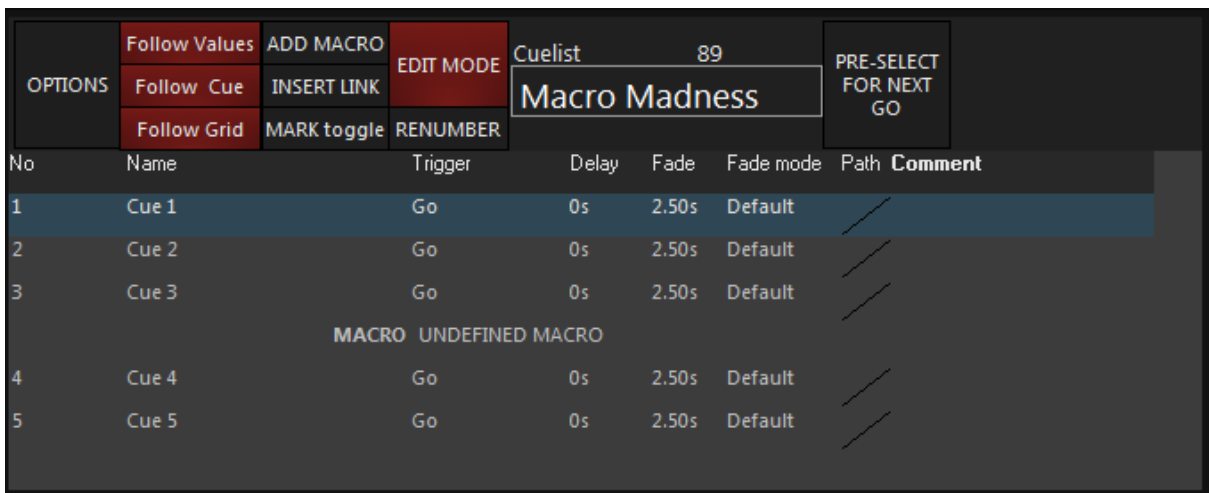 OPTIONS
Follow Values
Follow Cue
Follow Grid
ADD MACRO
INSERT LINK
MARK toggle
EDIT MODE
RENUMBER
Cuelist 89
Macro Madness
PRE-SELECT
FOR NEXT
GO
No Name Trigger Delay Fade Fade mode Path Comment
1 Cue 1 Go 0s 2.50s Default
2 Cue 2 Go 0s 2.50s Default
3 Cue 3 Go 0s 2.50s Default
MACRO UNDEFINED MACRO
4 Cue 4 Go 0s 2.50s Default
5 Cue 5 Go 0s 2.50s Default